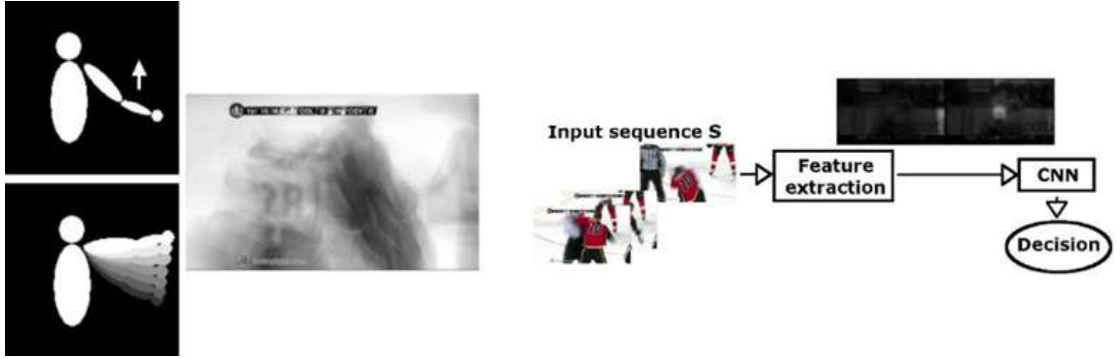 Input sequence S
Feature
extraction
CNN
Decision